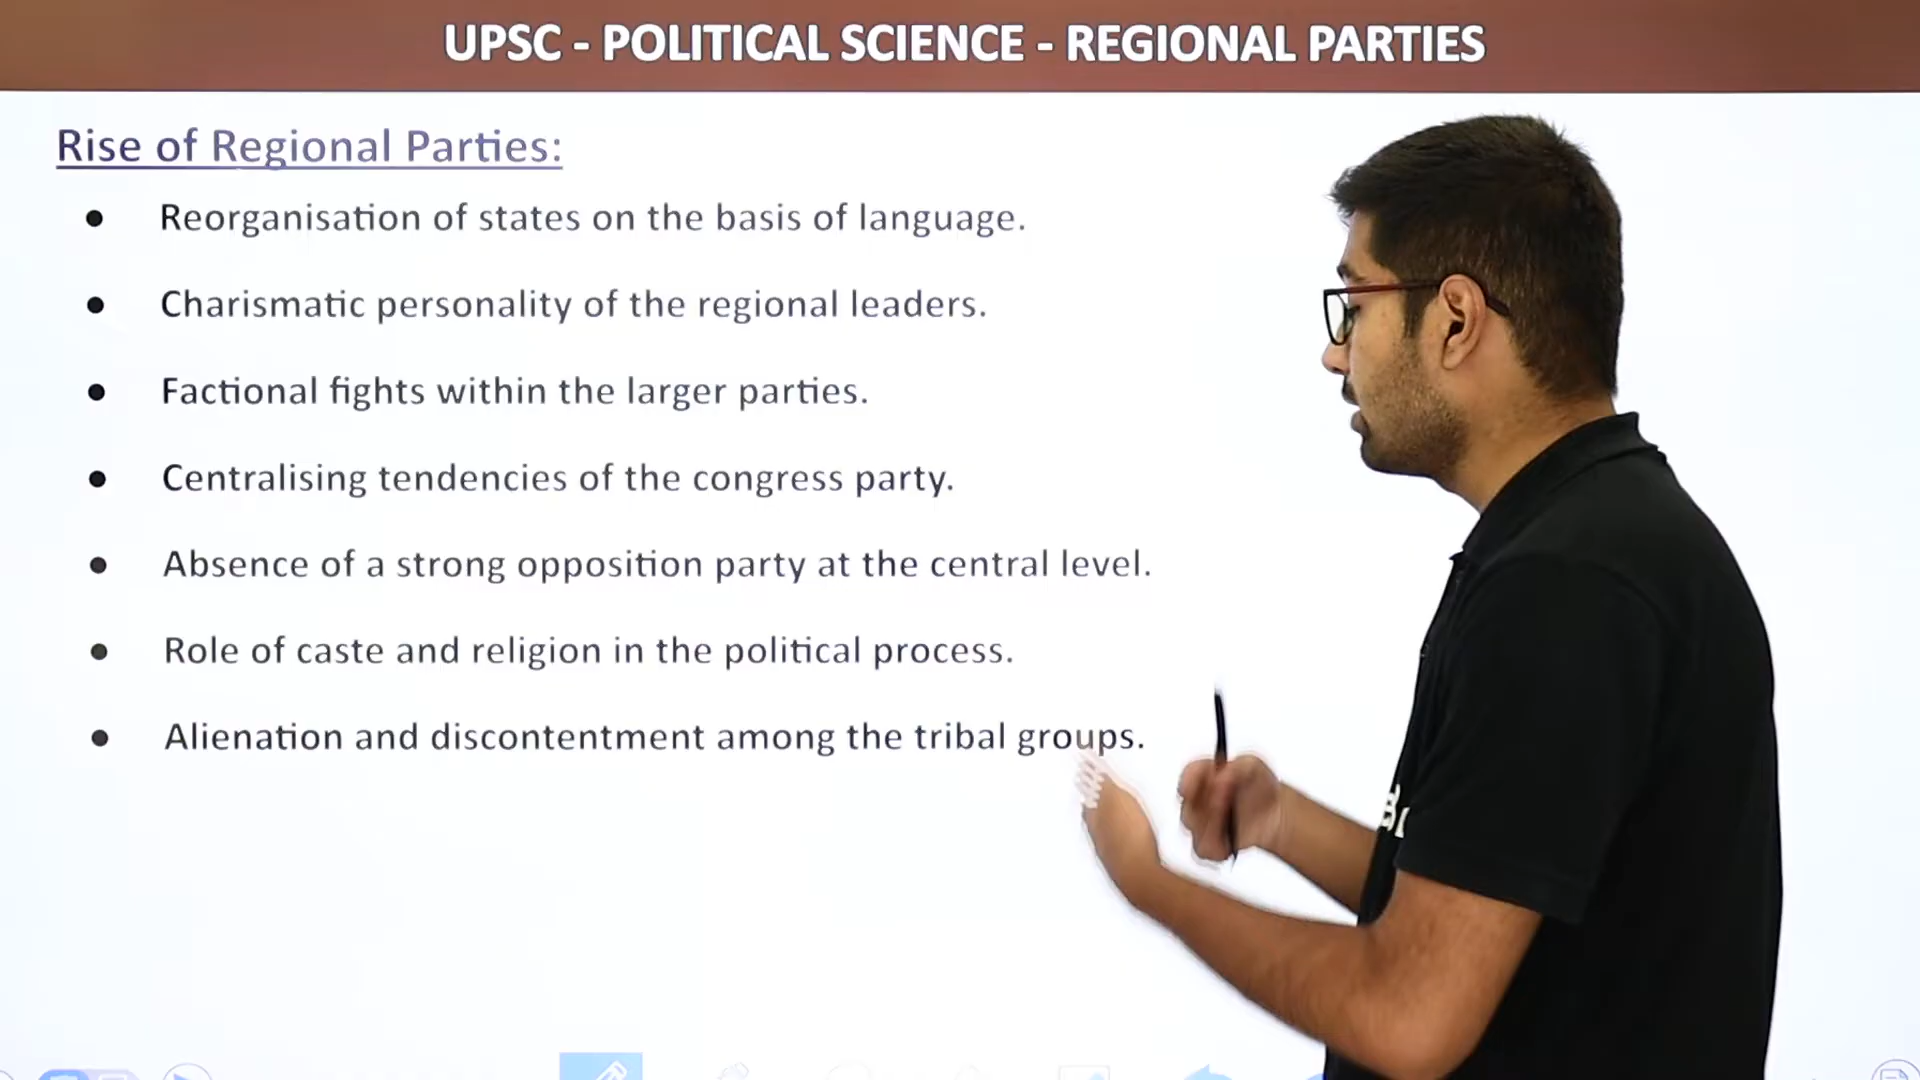 UPSC - POLITICAL SCIENCE - REGIONAL PARTIES
Rise of Regional Parties:
● Reorganisation of states on the basis of language.
● Charismatic personality of the regional leaders.
● Factional fights within the larger parties.
● Centralising tendencies of the congress party.
● Absence of a strong opposition party at the central level.
● Role of caste and religion in the political process.
● Alienation and discontentment among the tribal groups.